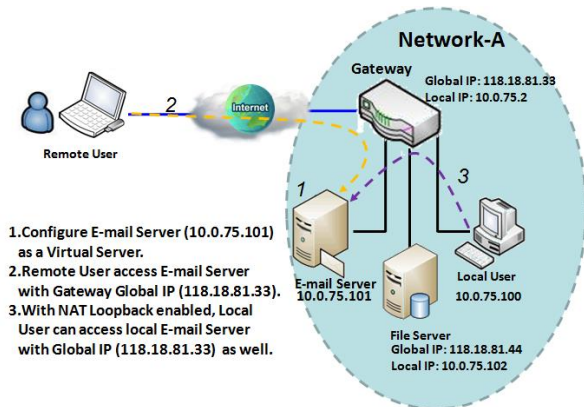 Network-A
Gateway
Global IP: 118.18.81.33
Local IP: 10.0.75.2
2
Internet
Remote User
1
3
E-mail Server
10.0.75.101
Local User
10.0.75.100
File Server
Global IP: 118.18.81.44
Local IP: 10.0.75.102
1.Configure E-mail Server (10.0.75.101)
as a Virtual Server.
2.Remote User access E-mail Server
with Gateway Global IP (118.18.81.33).
3.With NAT Loopback enabled, Local
User can access local E-mail Server
with Global IP (118.18.81.33) as well.